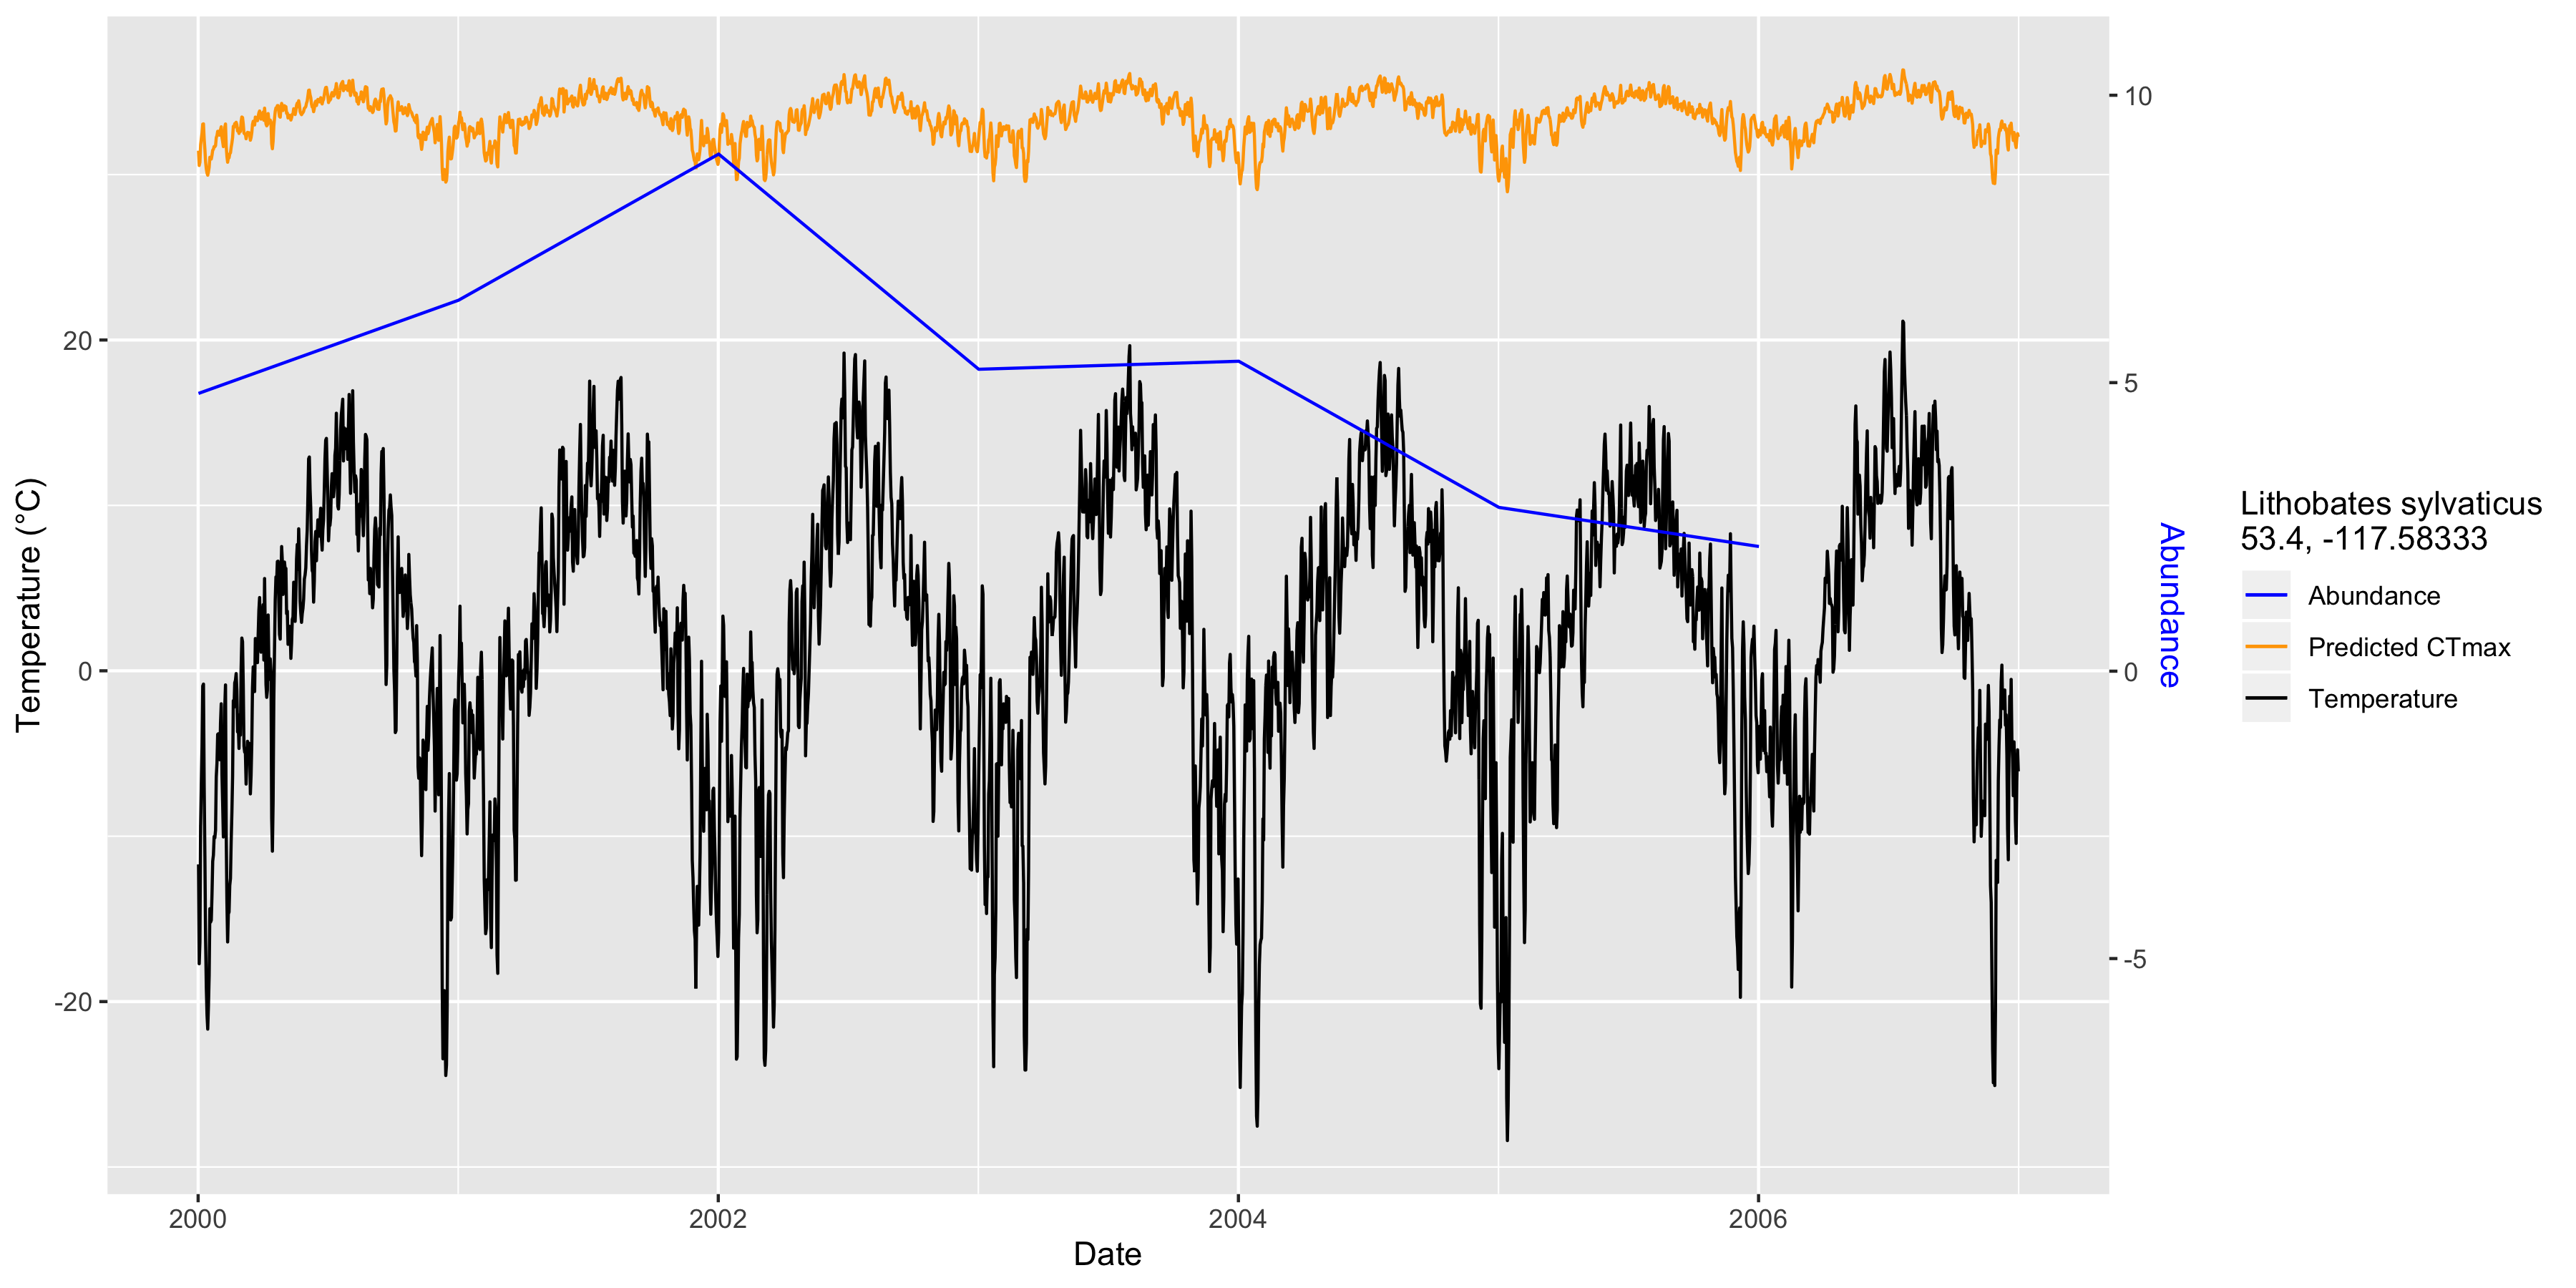 Temperature (°C)
20
0
-20
2000
2002
2004
2006
Date
10
5
0
-5
Abundance
Lithobates sylvaticus
53.4, -117.58333
Abundance
Predicted CTmax
Temperature